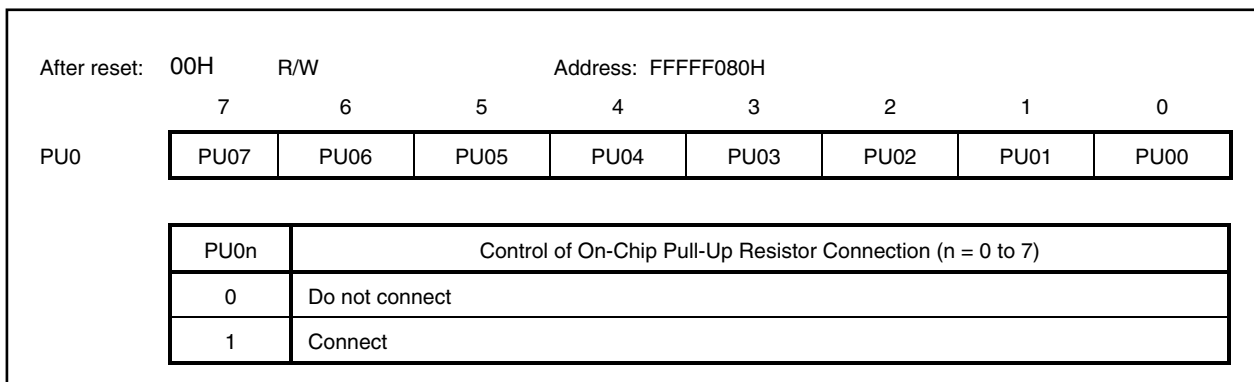 After reset: 00H R/W Address: FFFFF080H
7 6 5 4 3 2 1 0
PU0 PU07 PU06 PU05 PU04 PU03 PU02 PU01 PU00
PU0n Control of On-Chip Pull-Up Resistor Connection (n = 0 to 7)
0 Do not connect
1 Connect